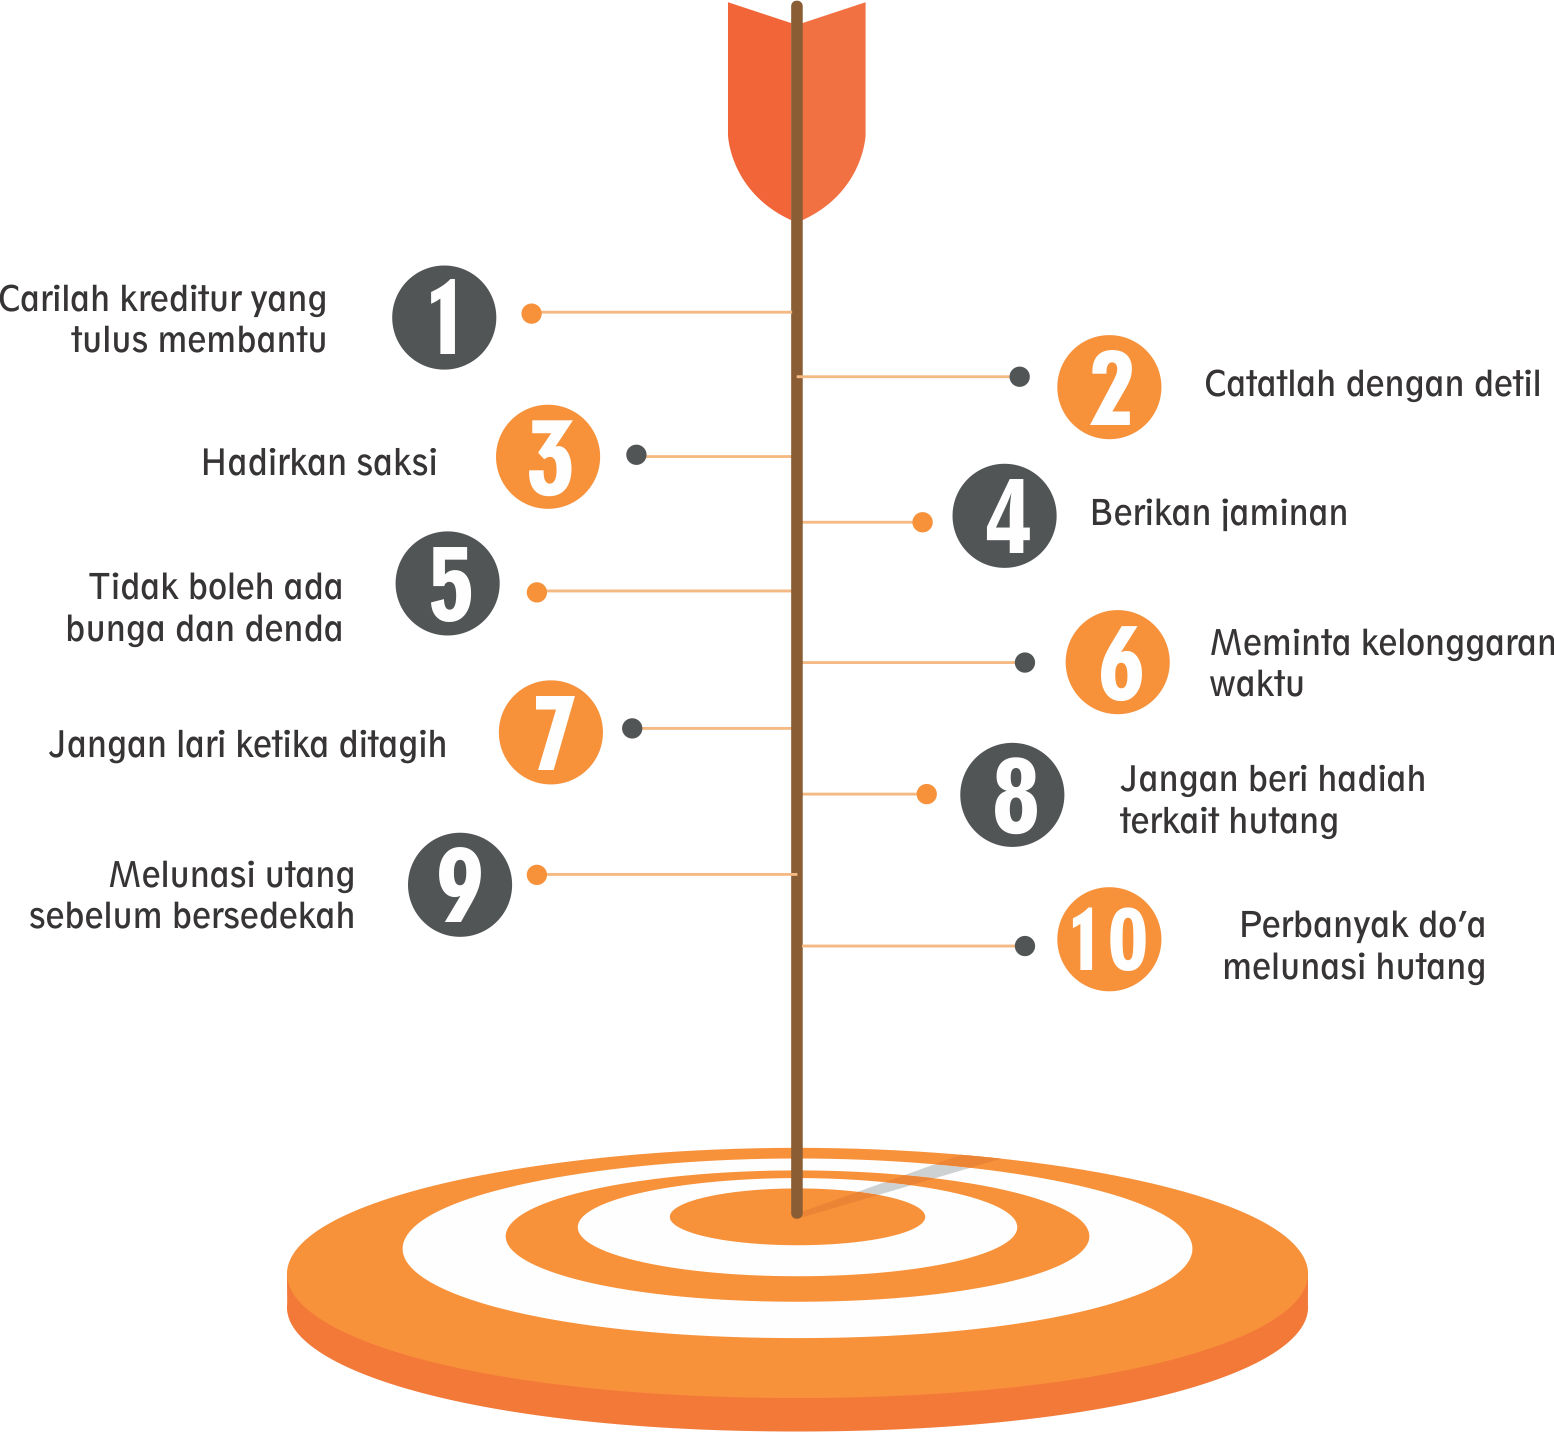 1
Carilah kreditur yang
tulus membantu
2
Catatlah dengan detil
3
Hadirkan saksi
4
Berikan jaminan
5
Tidak boleh ada
bunga dan denda
6
Meminta kelonggaran
waktu
7
Jangan lari ketika ditagih
8
Jangan beri hadiah
terkait hutang
9
Melunasi utang
sebelum bersedekah
10
Perbanyak do’a
melunasi hutang